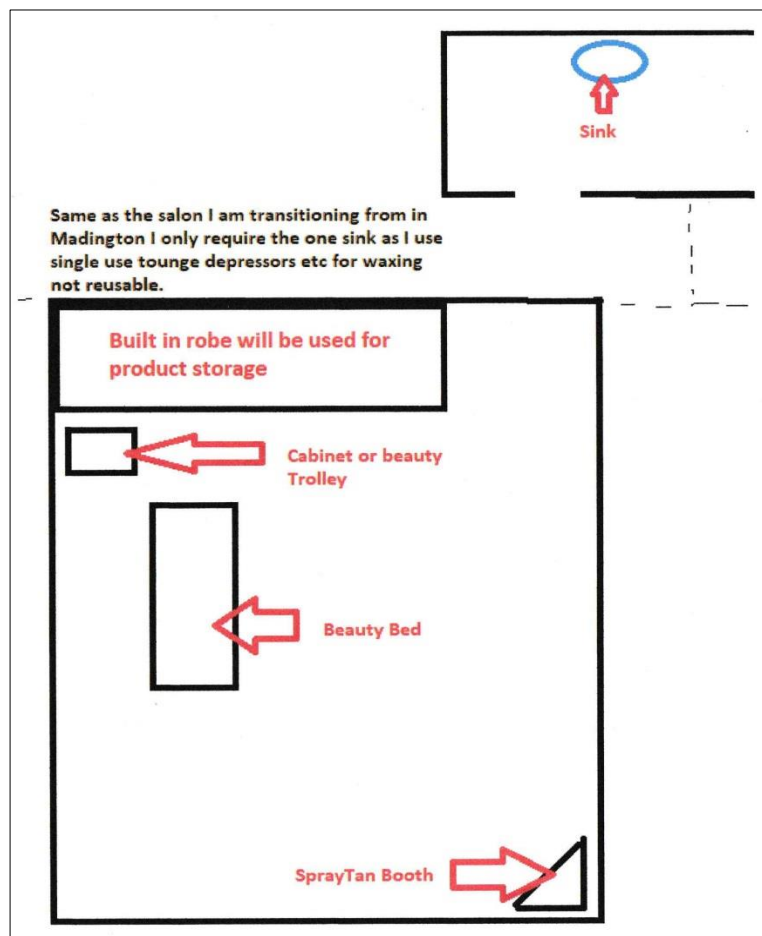 Sink
Same as the salon I am transitioning from in
Madington I only require the one sink as I use
single use tounge depressors etc for waxing
not reusable.
Built in robe will be used for
product storage
Cabinet or beauty
Trolley
Beauty Bed
SprayTan Booth